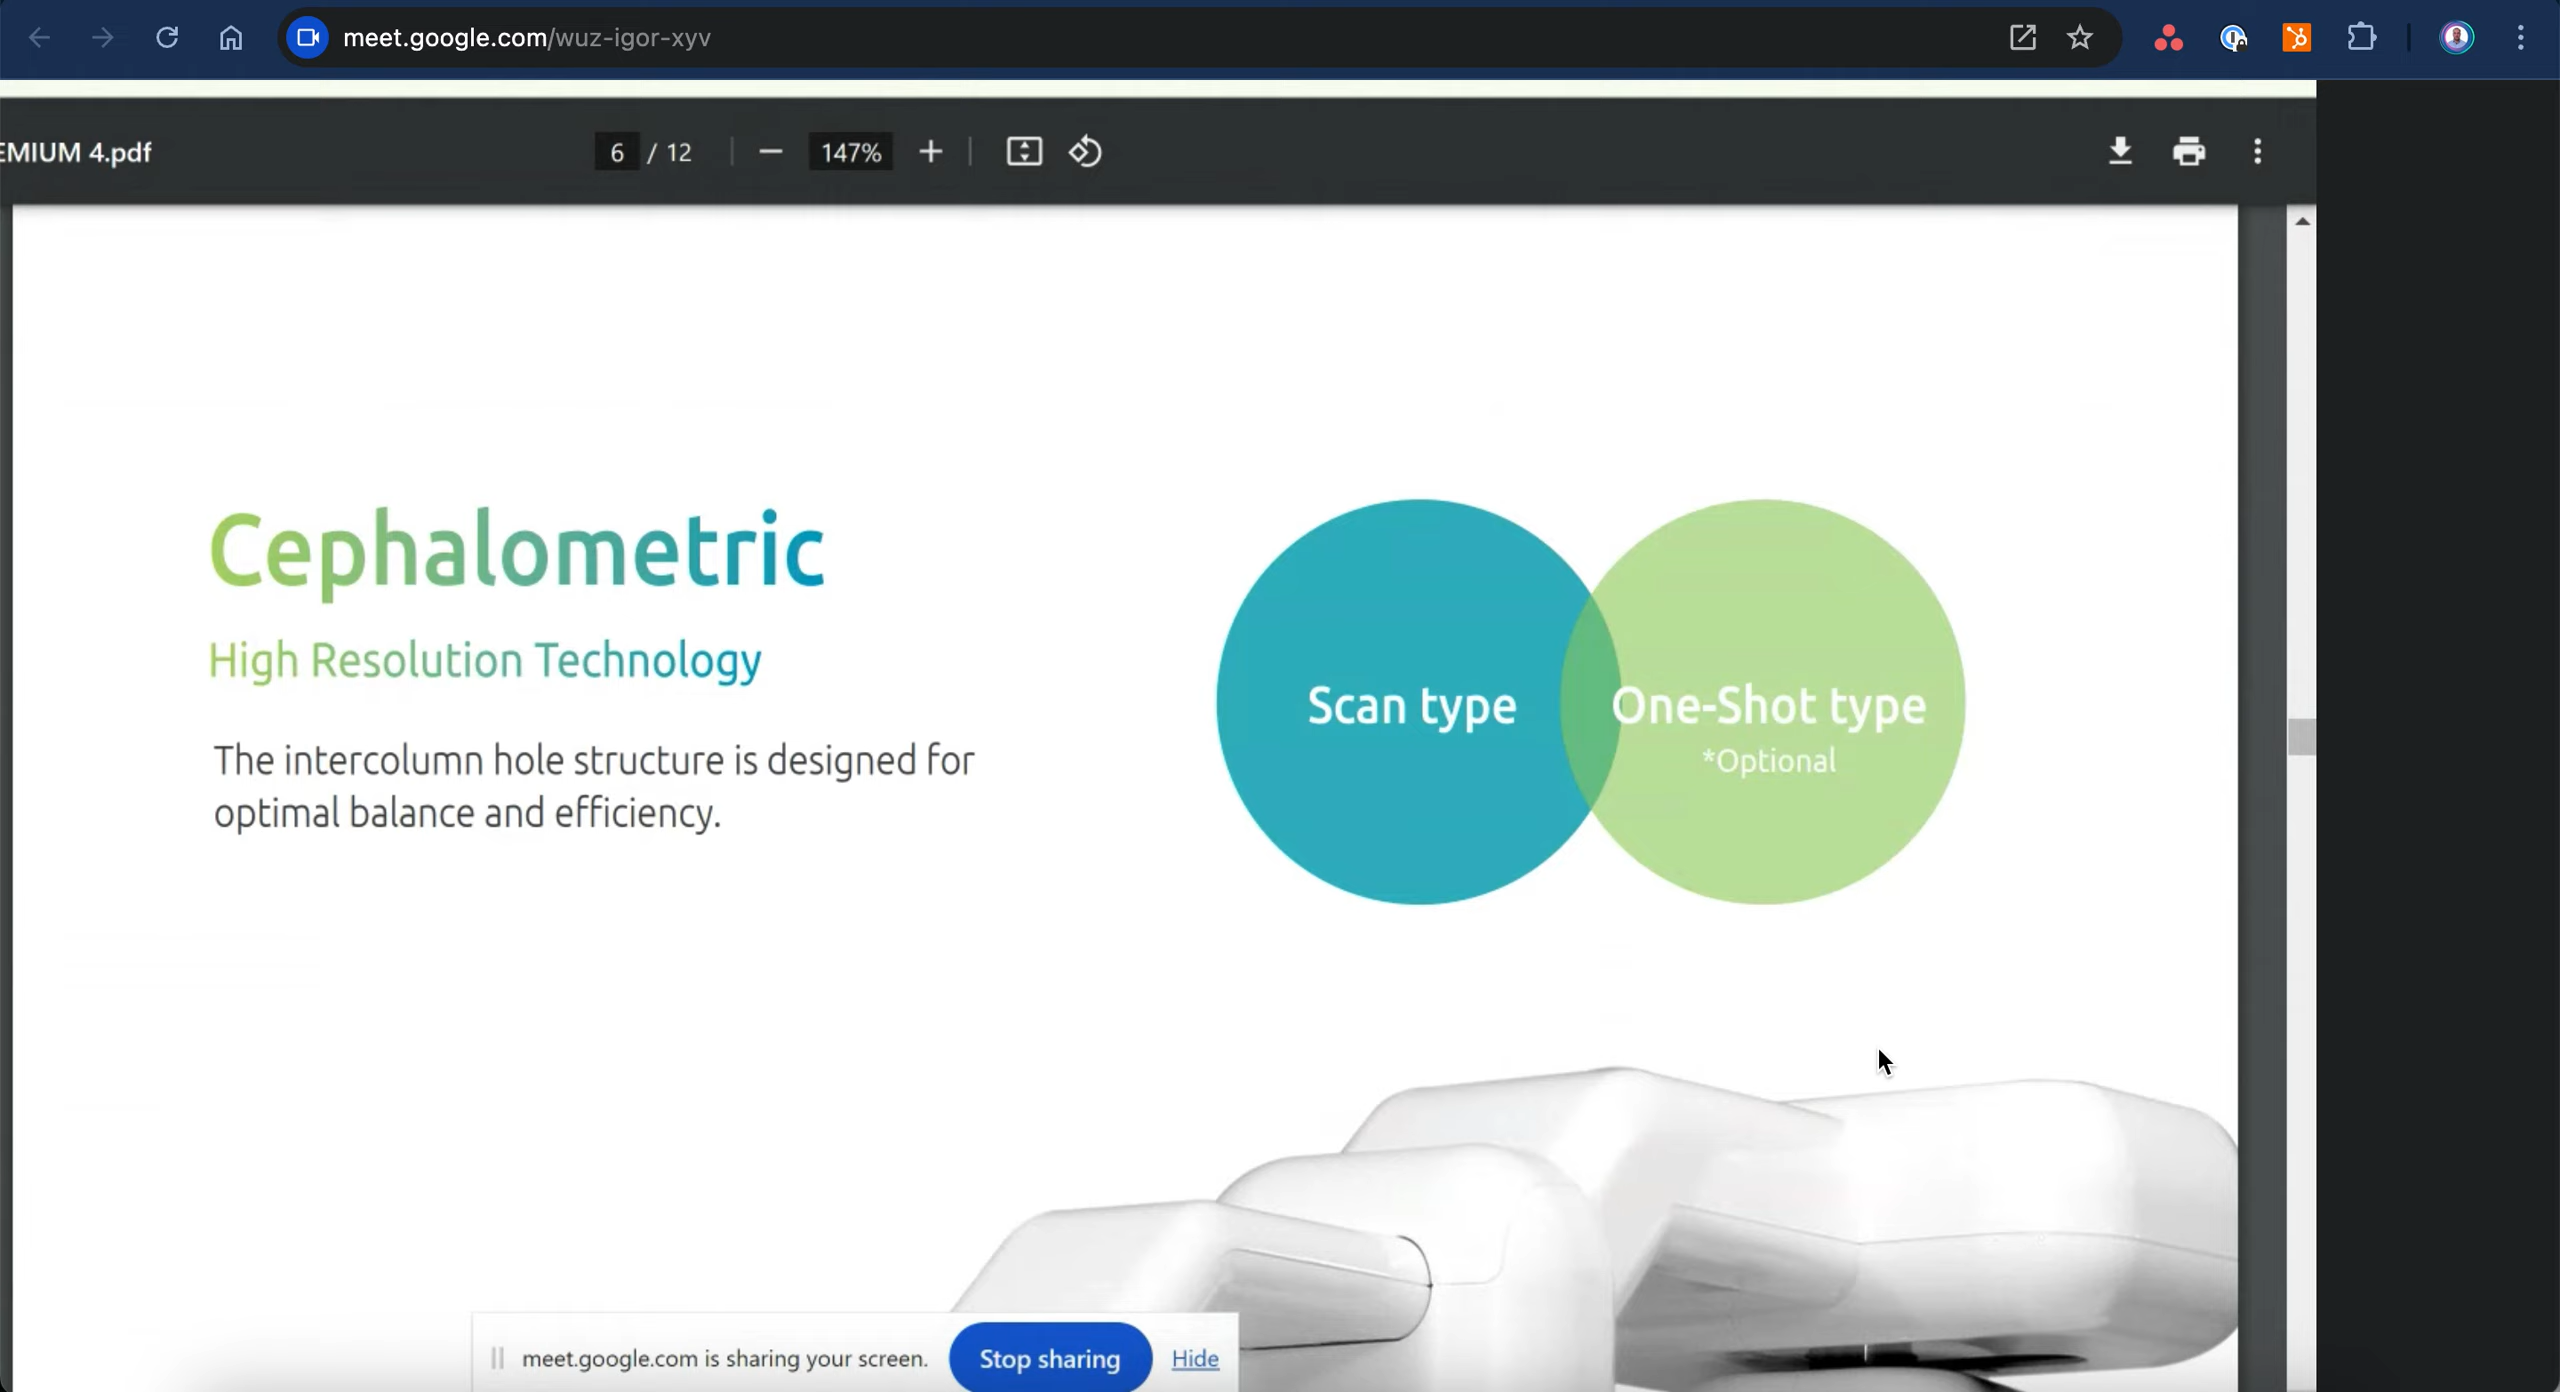 meet.google.com/wuz-igor-xyv
EMIUM 4.pdf
6 / 12
147%
Cephalometric
High Resolution Technology
The intercolumn hole structure is designed for
optimal balance and efficiency.
Scan type
One-Shot type
*Optional
meet.google.com is sharing your screen.
Stop sharing
Hide